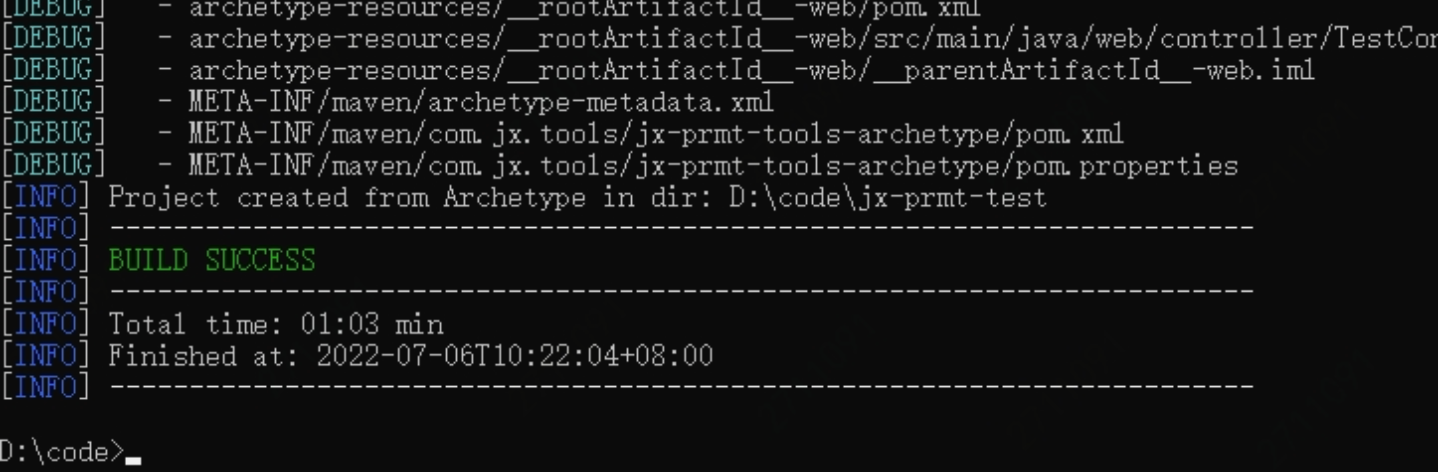 [DEBUG]   - archetype-resources/__rootArtifactId__-web/pom.xml
[DEBUG]   - archetype-resources/__rootArtifactId__-web/src/main/java/web/controller/TestCon
[DEBUG]   - archetype-resources/__rootArtifactId__-web/__parentArtifactId__-web.iml
[DEBUG]   - META-INF/maven/archetype-metadata.xml
[DEBUG]   - META-INF/maven/com.jx.tools/jx-prmt-tools-archetype/pom.xml
[DEBUG]   - META-INF/maven/com.jx.tools/jx-prmt-tools-archetype/pom.properties
[INFO] Project created from Archetype in dir: D:\code\jx-prmt-test
[INFO] ------------------------------------------------------------------------
[INFO] BUILD SUCCESS
[INFO] ------------------------------------------------------------------------
[INFO] Total time: 01:03 min
[INFO] Finished at: 2022-07-06T10:22:04+08:00
[INFO] ------------------------------------------------------------------------
D:\code>